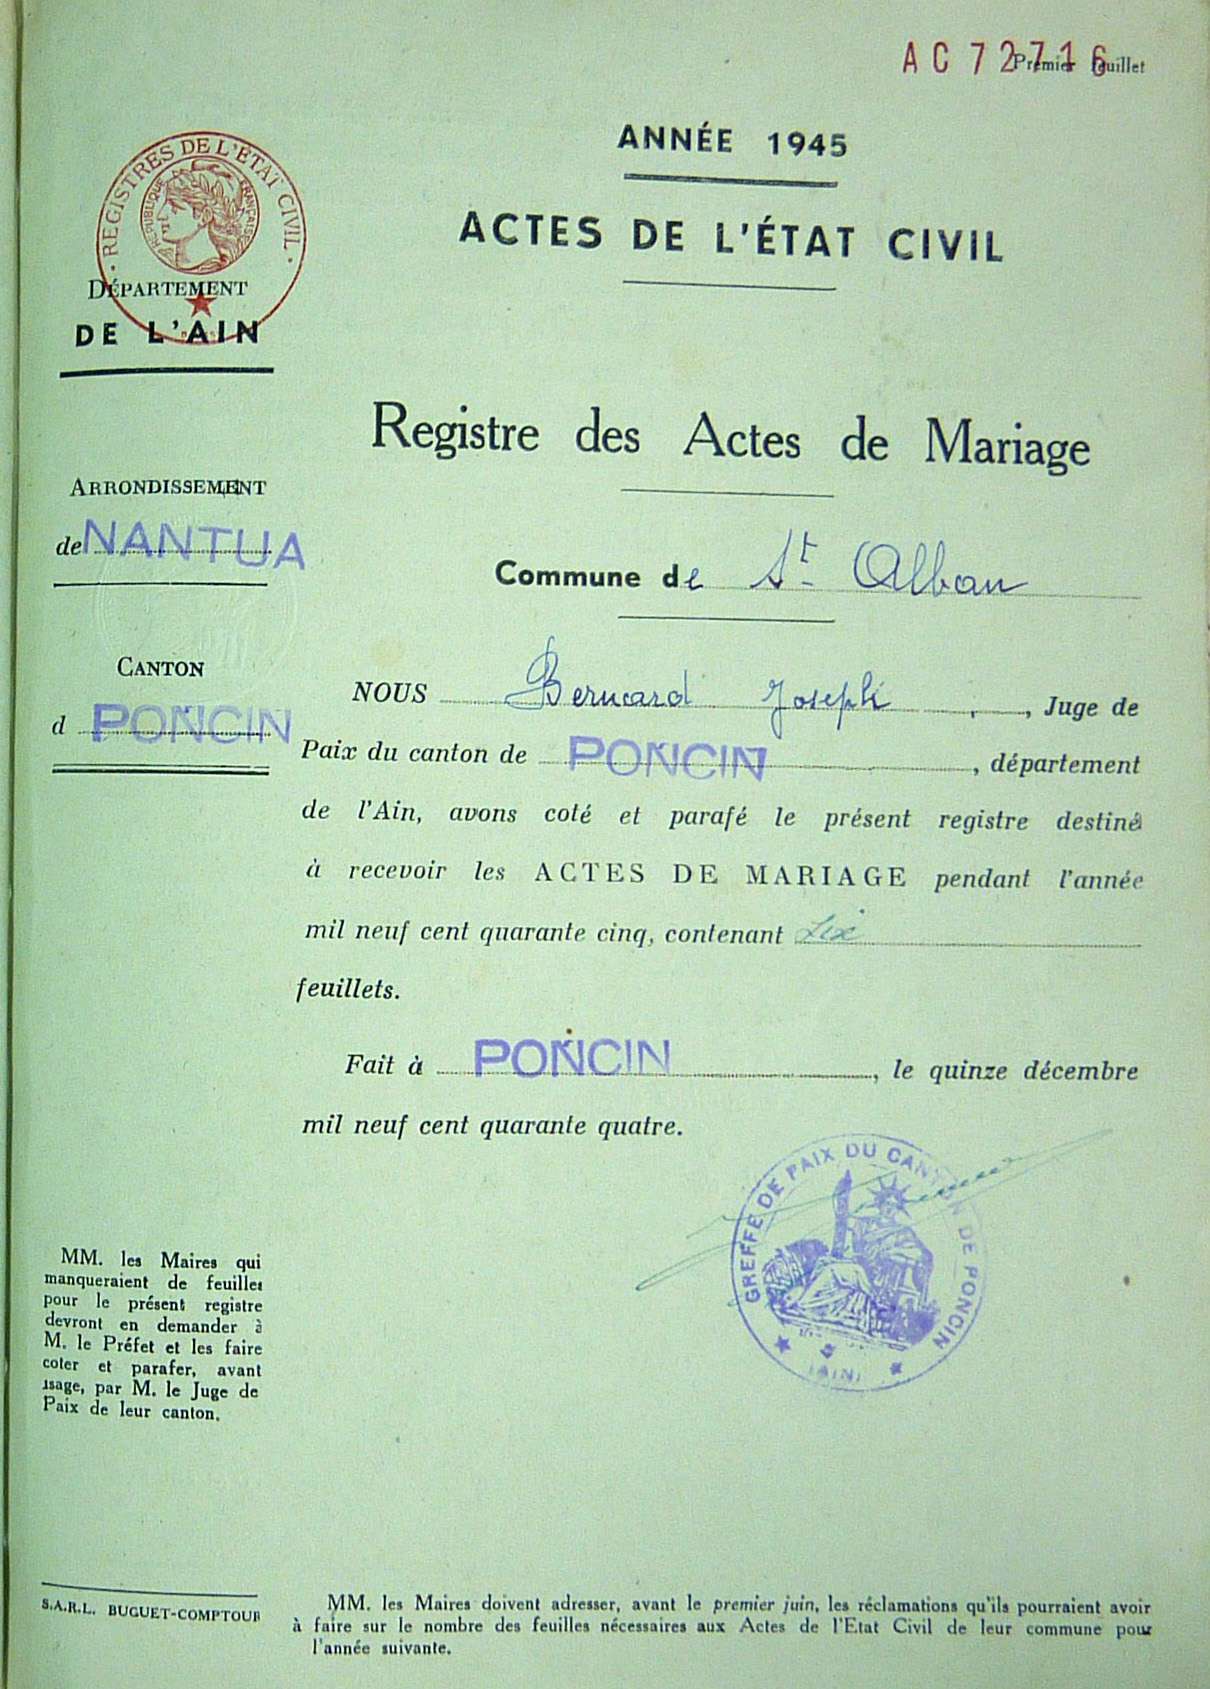 AC 72716
Premier feuillet
ANNÉE 1945
ACTES DE L'ÉTAT CIVIL
· REGISTRES DE L'ÉTAT CIVIL ·
RÉPUBLIQUE FRANÇAISE
DÉPARTEMENT
DE L'AIN
Registre des Actes de Mariage
ARRONDISSEMENT
de NANTUA
Commune de St Alban
CANTON
d PONCIN
NOUS Bernard Joseph, Juge de
Paix du canton de PONCIN, département
de l'Ain, avons coté et parafé le présent registre destiné
à recevoir les ACTES DE MARIAGE pendant l'année
mil neuf cent quarante cinq, contenant six
feuillets.
Fait à PONCIN, le quinze décembre
mil neuf cent quarante quatre.
GREFFE DE PAIX DU CANTON DE PONCIN
(AIN)
MM. les Maires qui
manqueraient de feuilles
pour le présent registre
devront en demander à
M. le Préfet et les faire
coter et parafer, avant
usage, par M. le Juge de
Paix de leur canton.
S.A.R.L. BUGUET-COMPTOUR
MM. les Maires doivent adresser, avant le premier juin, les réclamations qu'ils pourraient avoir
à faire sur le nombre des feuilles nécessaires aux Actes de l'Etat Civil de leur commune pour
l'année suivante.